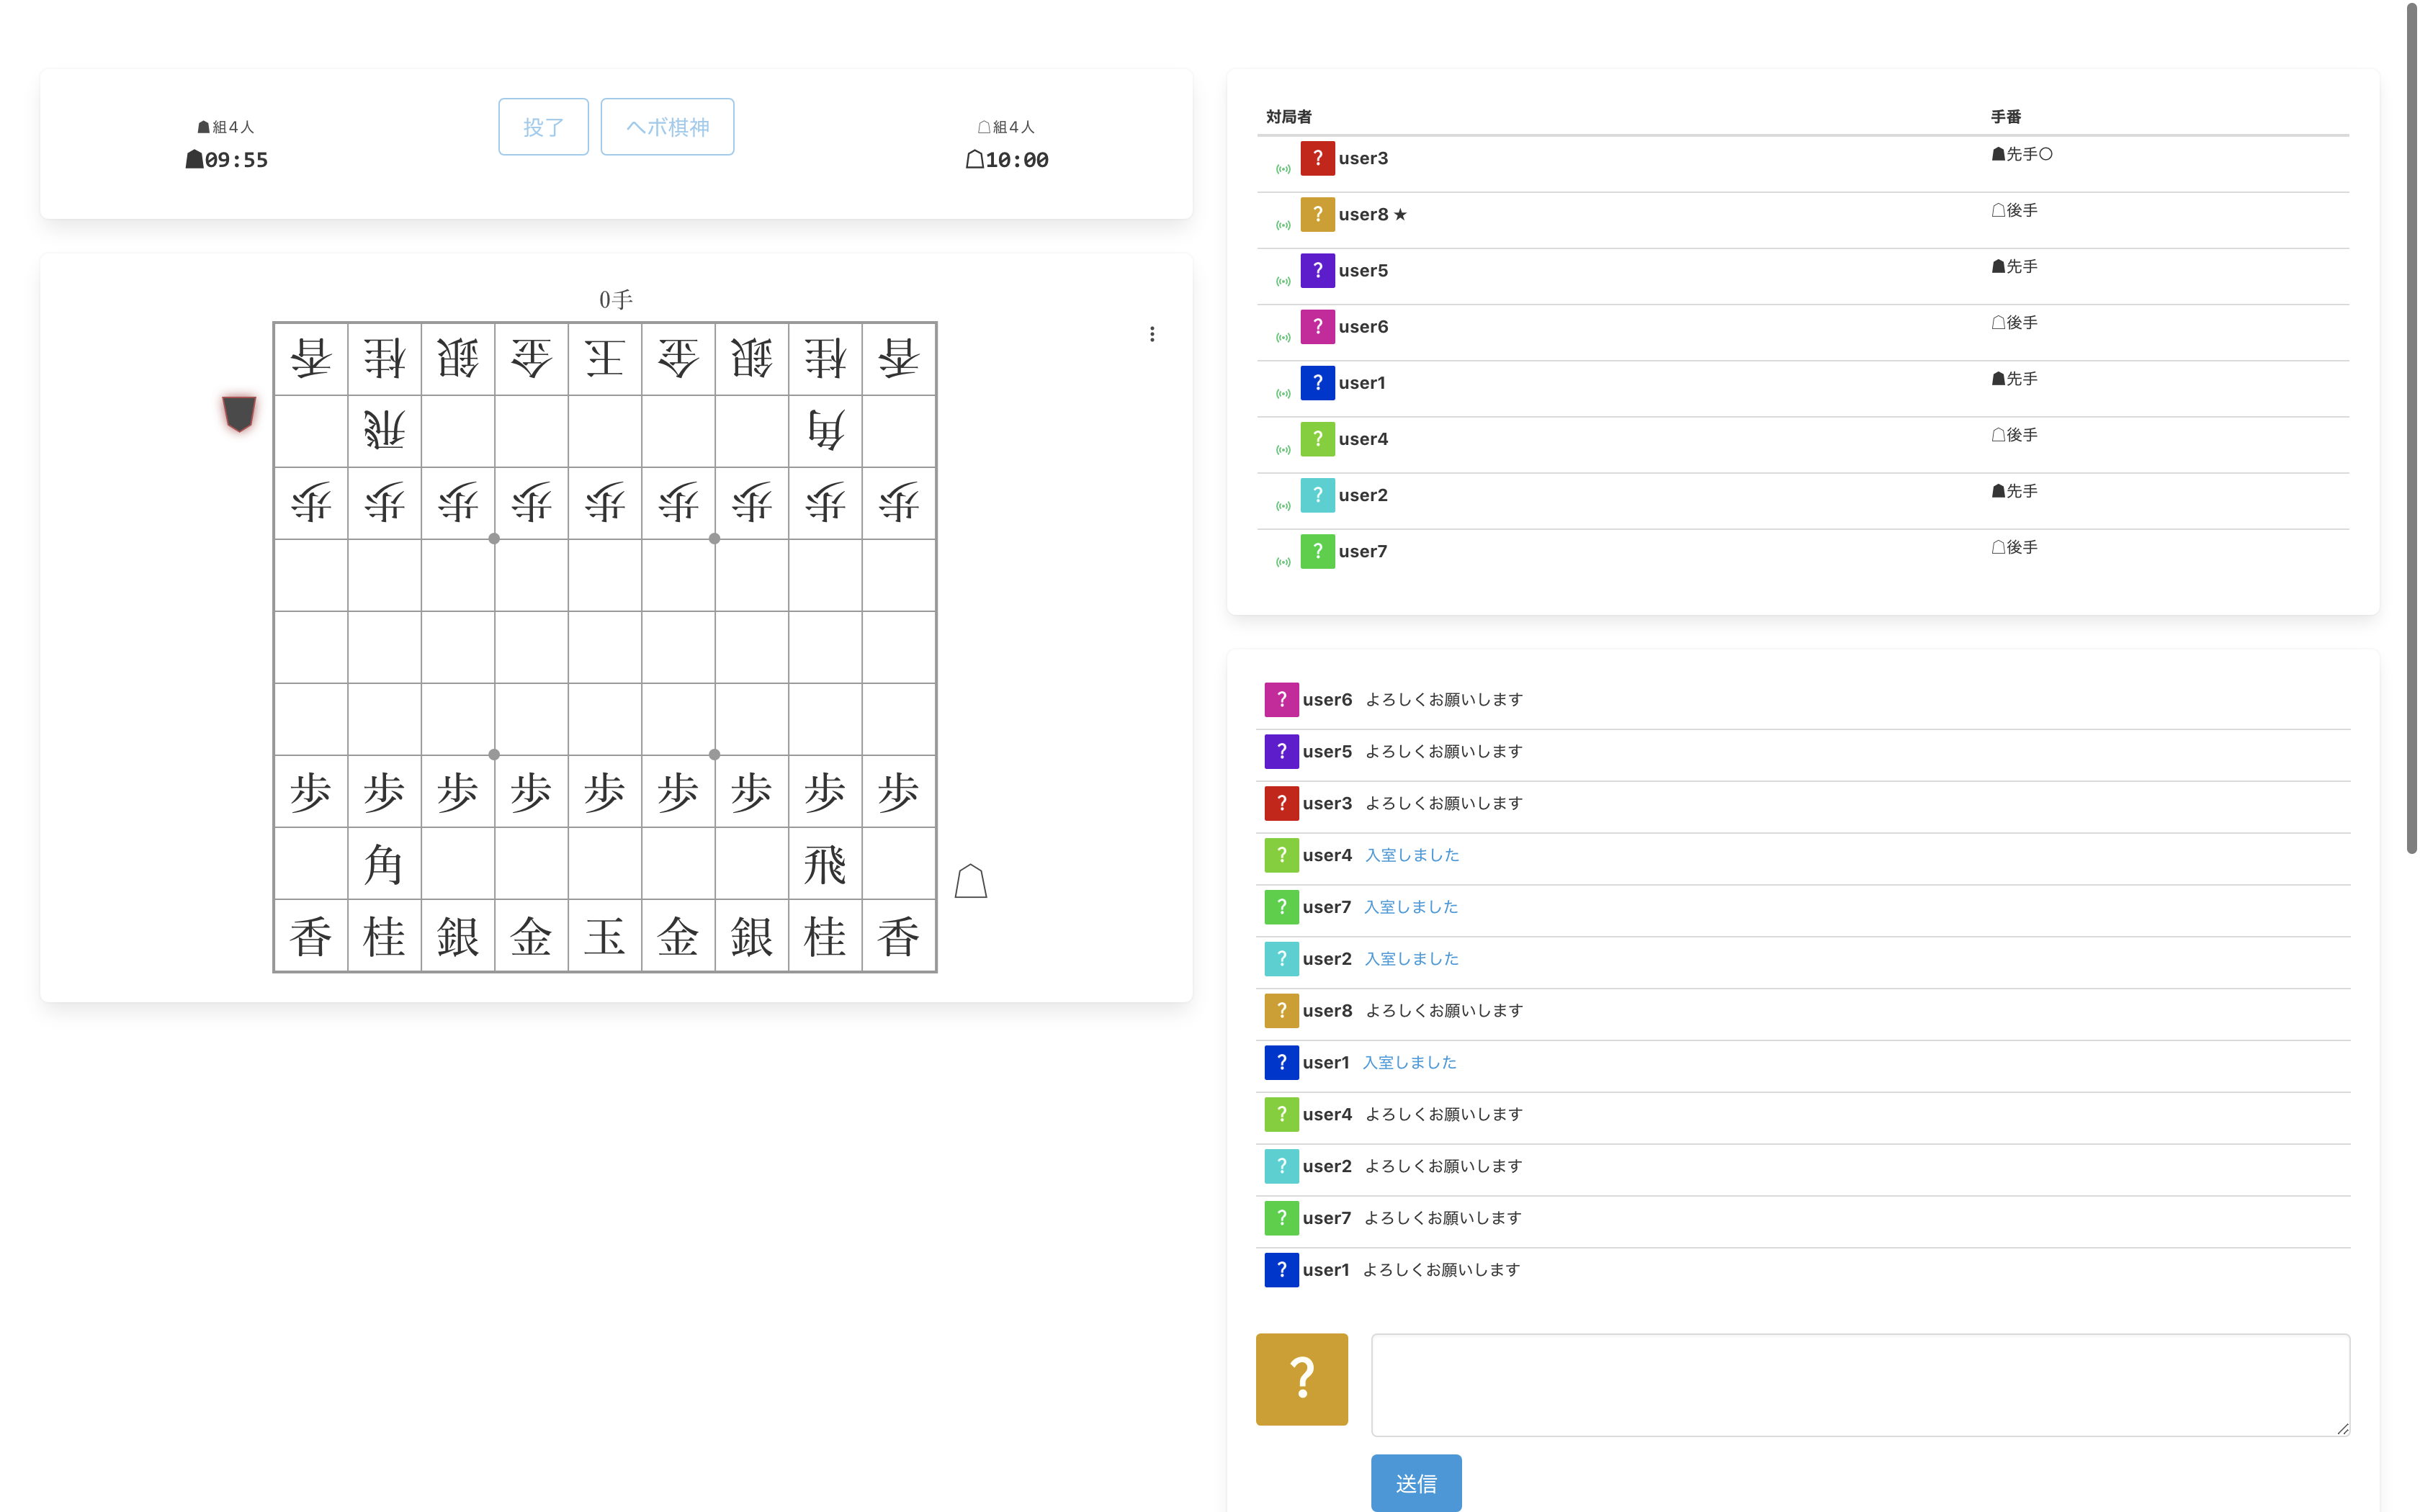 ☗組4人
☗09:55
投了
ヘボ棋神
☖組4人
☖10:00
0手
香桂銀金王金銀桂香
飛角
歩歩歩歩歩歩歩歩歩
歩歩歩歩歩歩歩歩歩
角飛
香桂銀金玉金銀桂香
対局者 手番
? user3 ☗先手○
? user8 ★ ☖後手
? user5 ☗先手
? user6 ☖後手
? user1 ☗先手
? user4 ☖後手
? user2 ☗先手
? user7 ☖後手
? user6 よろしくお願いします
? user5 よろしくお願いします
? user3 よろしくお願いします
? user4 入室しました
? user7 入室しました
? user2 入室しました
? user8 よろしくお願いします
? user1 入室しました
? user4 よろしくお願いします
? user2 よろしくお願いします
? user7 よろしくお願いします
? user1 よろしくお願いします
?
送信